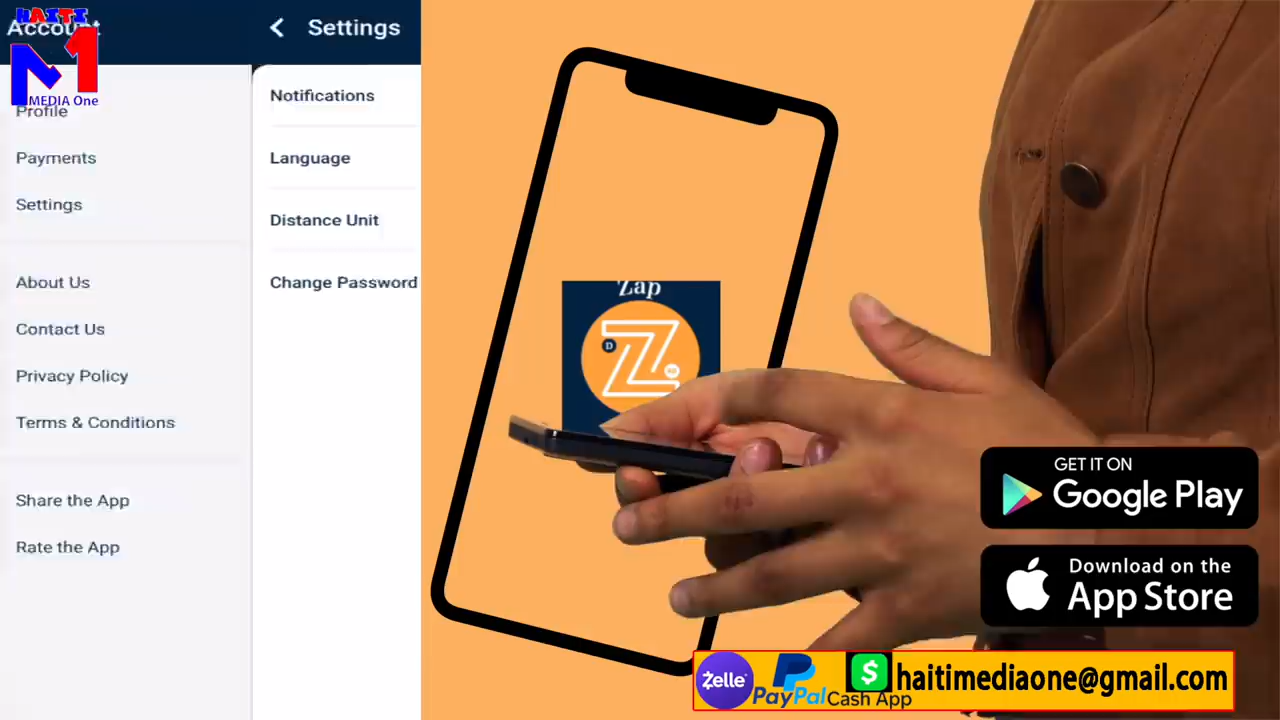 Account
HAITI
M1
MEDIA One
Profile
Payments
Settings
About Us
Contact Us
Privacy Policy
Terms & Conditions
Share the App
Rate the App
Settings
Notifications
Language
Distance Unit
Change Password
Zap
D
Z
GET IT ON
Google Play
Download on the
App Store
Zelle
PayPal
$
Cash App
haitimediaone@gmail.com